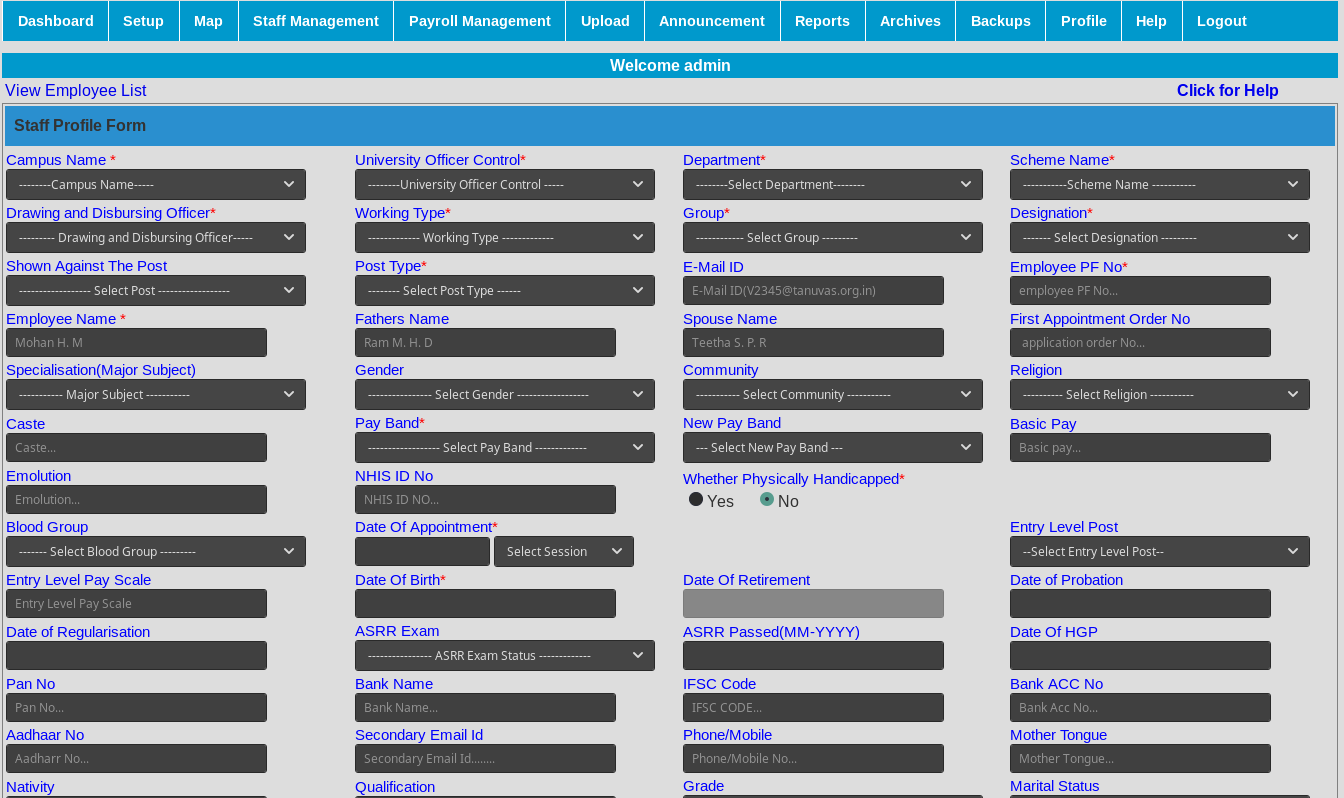 Dashboard Setup Map Staff Management Payroll Management Upload Announcement Reports Archives Backups Profile Help Logout
Welcome admin
View Employee List Click for Help
Staff Profile Form
Campus Name * University Officer Control* Department* Scheme Name*
--------Campus Name----- --------University Officer Control ----- --------Select Department-------- -----------Scheme Name -----------
Drawing and Disbursing Officer* Working Type* Group* Designation*
--------- Drawing and Disbursing Officer----- ------------- Working Type ------------- ------------ Select Group --------- ------- Select Designation ---------
Shown Against The Post Post Type* E-Mail ID Employee PF No*
------------------ Select Post ------------------ -------- Select Post Type ------ E-Mail ID(V2345@tanuvas.org.in) employee PF No...
Employee Name * Fathers Name Spouse Name First Appointment Order No
Mohan H. M Ram M. H. D Teetha S. P. R application order No...
Specialisation(Major Subject) Gender Community Religion
----------- Major Subject ----------- ---------------- Select Gender ------------------ ----------- Select Community ----------- ---------- Select Religion -----------
Caste Pay Band* New Pay Band Basic Pay
Caste... ------------------ Select Pay Band ------------- --- Select New Pay Band --- Basic pay...
Emolution NHIS ID No Whether Physically Handicapped*
Emolution... NHIS ID NO... Yes No
Blood Group Date Of Appointment* Entry Level Post
------- Select Blood Group --------- Select Session --Select Entry Level Post--
Entry Level Pay Scale Date Of Birth* Date Of Retirement Date of Probation
Entry Level Pay Scale
Date of Regularisation ASRR Exam ASRR Passed(MM-YYYY) Date Of HGP
---------------- ASRR Exam Status -------------
Pan No Bank Name IFSC Code Bank ACC No
Pan No... Bank Name... IFSC CODE... Bank Acc No...
Aadhaar No Secondary Email Id Phone/Mobile Mother Tongue
Aadharr No... Secondary Email Id........ Phone/Mobile No... Mother Tongue...
Nativity Qualification Grade Marital Status